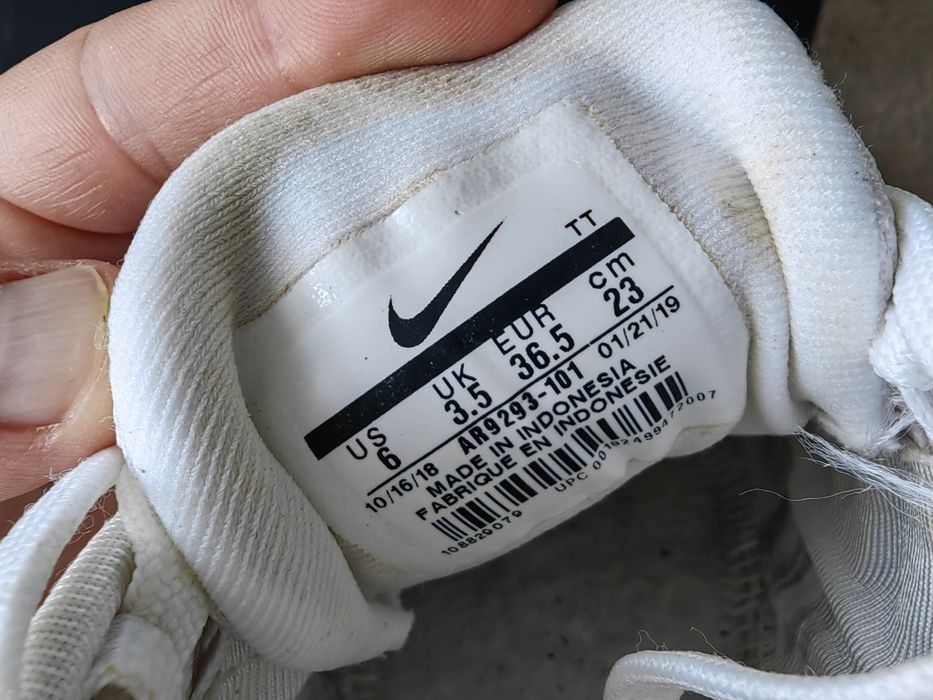 TT
US UK EUR cm
6 3.5 36.5 23
10/16/18 AR9293-101 01/21/19
MADE IN INDONESIA
FABRIQUE EN INDONESIE
108829079 UPC 00192499472007